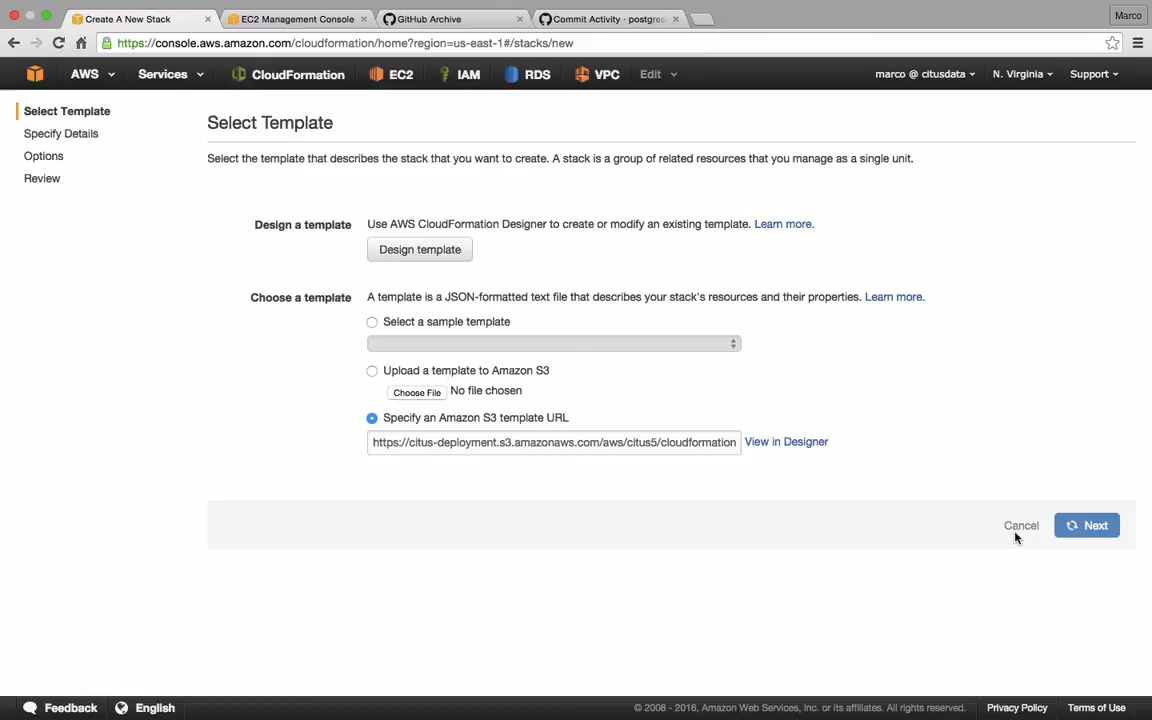 Create A New Stack
EC2 Management Console
GitHub Archive
Commit Activity · postgres
Marco
https://console.aws.amazon.com/cloudformation/home?region=us-east-1#/stacks/new
AWS Services CloudFormation EC2 IAM RDS VPC Edit marco @ citusdata N. Virginia Support
Select Template
Specify Details
Options
Review
Select Template
Select the template that describes the stack that you want to create. A stack is a group of related resources that you manage as a single unit.
Design a template Use AWS CloudFormation Designer to create or modify an existing template. Learn more.
Design template
Choose a template A template is a JSON-formatted text file that describes your stack's resources and their properties. Learn more.
Select a sample template
Upload a template to Amazon S3
Choose File No file chosen
Specify an Amazon S3 template URL
https://citus-deployment.s3.amazonaws.com/aws/citus5/cloudformation View in Designer
Cancel Next
Feedback English © 2008 - 2016, Amazon Web Services, Inc. or its affiliates. All rights reserved. Privacy Policy Terms of Use